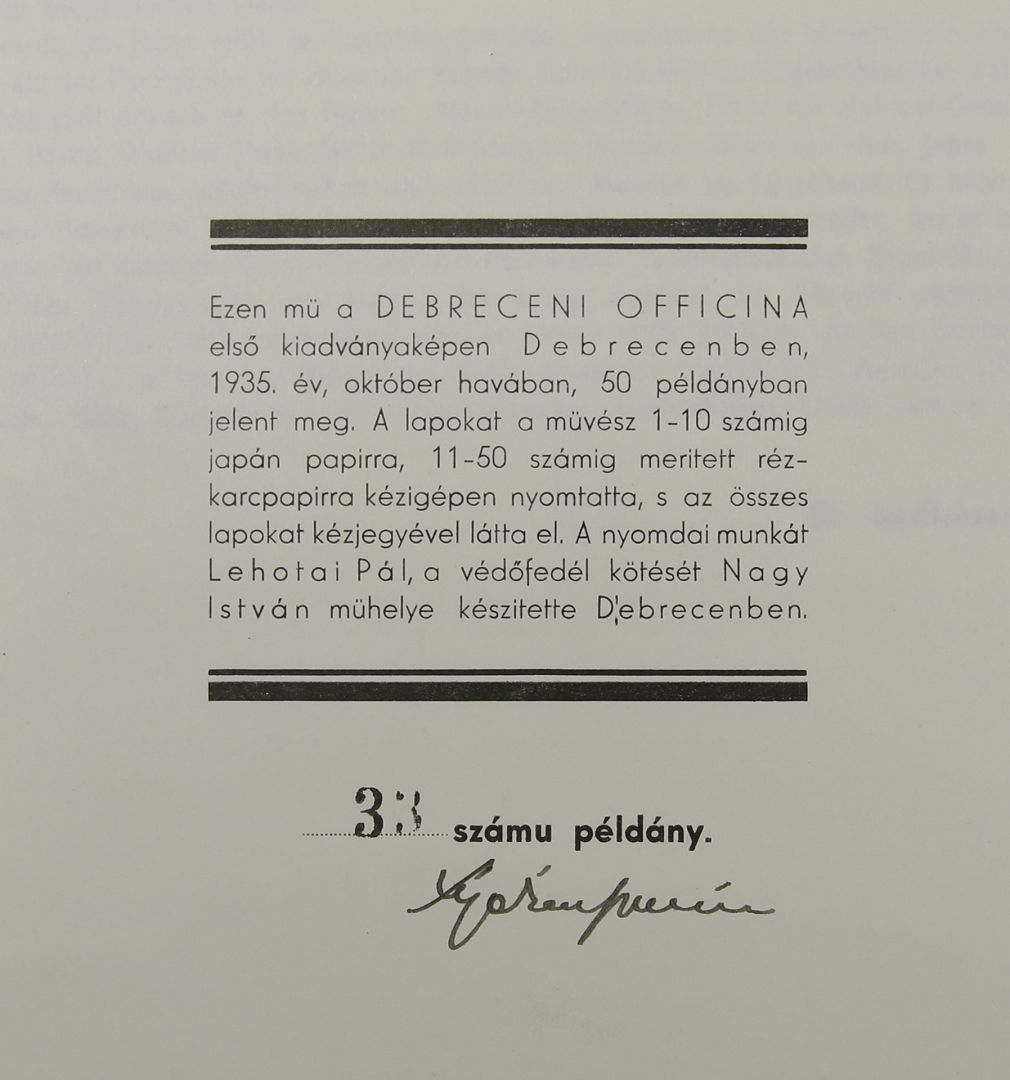 Ezen mü a DEBRECENI OFFICINA
első kiadványaképen Debrecenben,
1935. év, október havában, 50 példányban
jelent meg. A lapokat a müvész 1-10 számig
japán papirra, 11-50 számig meritett réz-
karcpapirra kézigépen nyomtatta, s az összes
lapokat kézjegyével látta el. A nyomdai munkát
Lehotai Pál, a védőfedél kötését Nagy
István mühelye készitette Debrecenben.
33 számu példány.